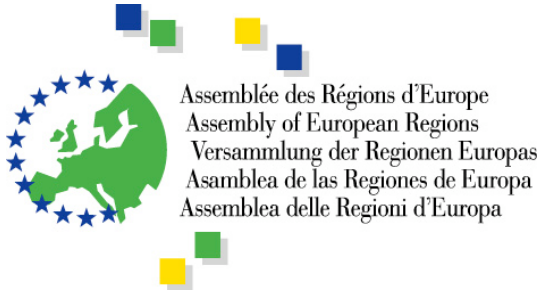 Assemblée des Régions d'Europe
Assembly of European Regions
Versammlung der Regionen Europas
Asamblea de las Regiones de Europa
Assemblea delle Regioni d'Europa